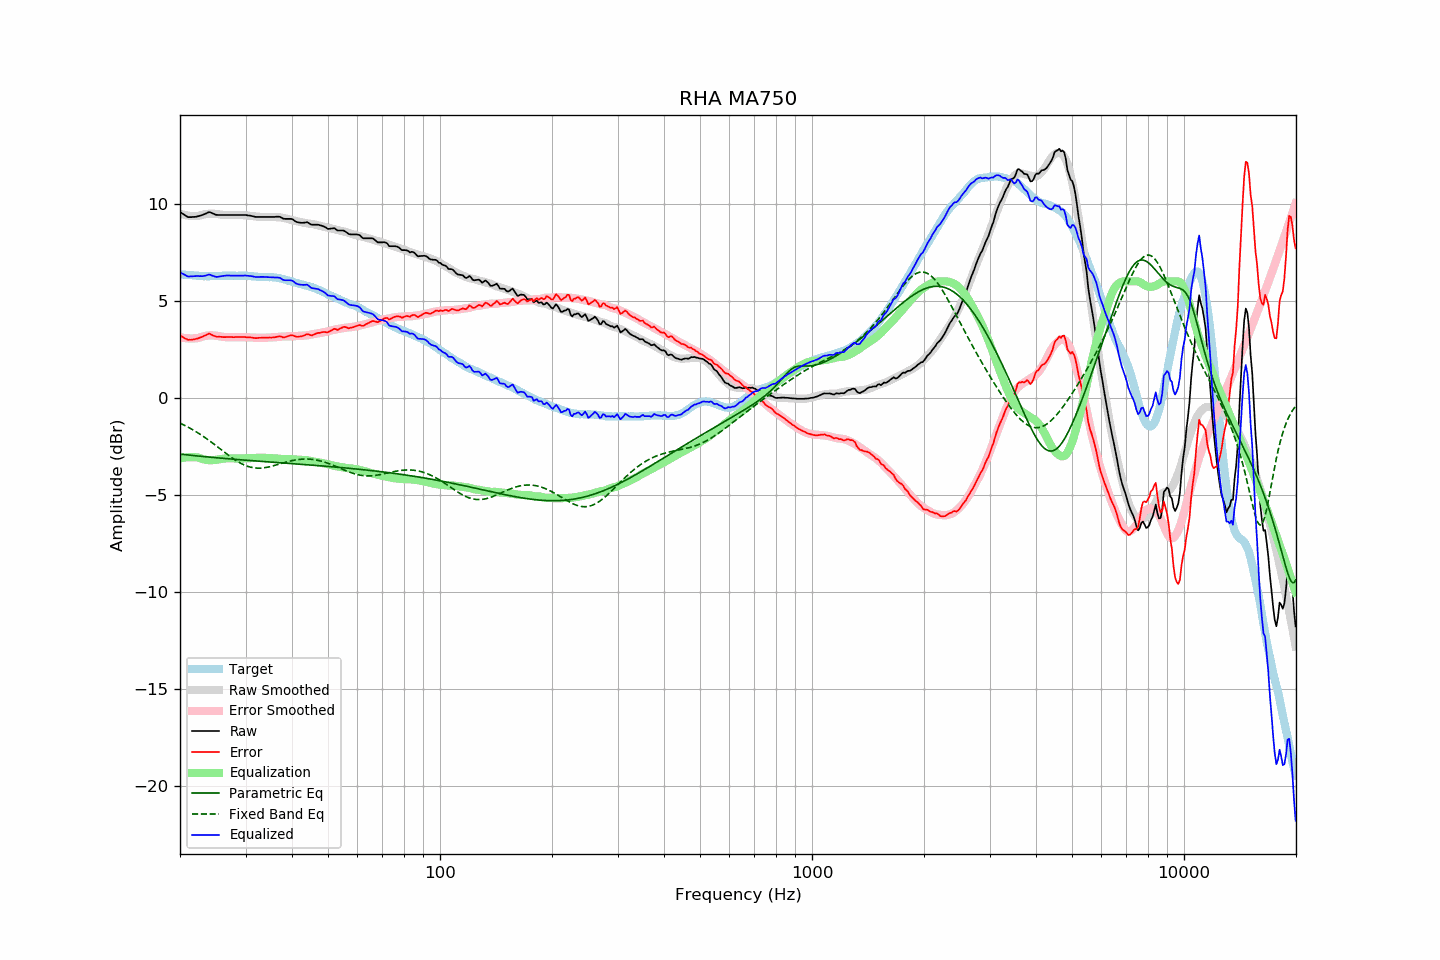 RHA MA750
Amplitude (dBr)
10
5
0
−5
−10
−15
−20
Target
Raw Smoothed
Error Smoothed
Raw
Error
Equalization
Parametric Eq
Fixed Band Eq
Equalized
100
1000
10000
Frequency (Hz)